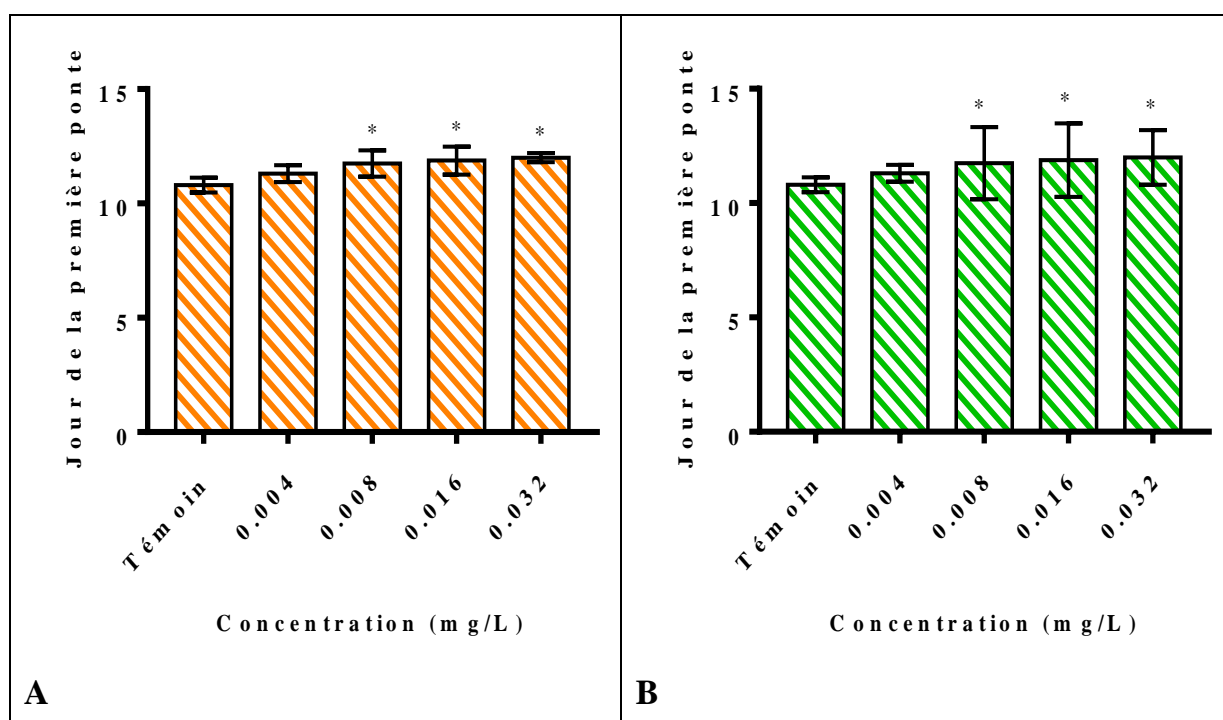 Jour de la première ponte
15
10
5
0
*
*
*
Témoin
0.004
0.008
0.016
0.032
Concentration (mg/L)
A
Jour de la première ponte
15
10
5
0
*
*
*
Témoin
0.004
0.008
0.016
0.032
Concentration (mg/L)
B